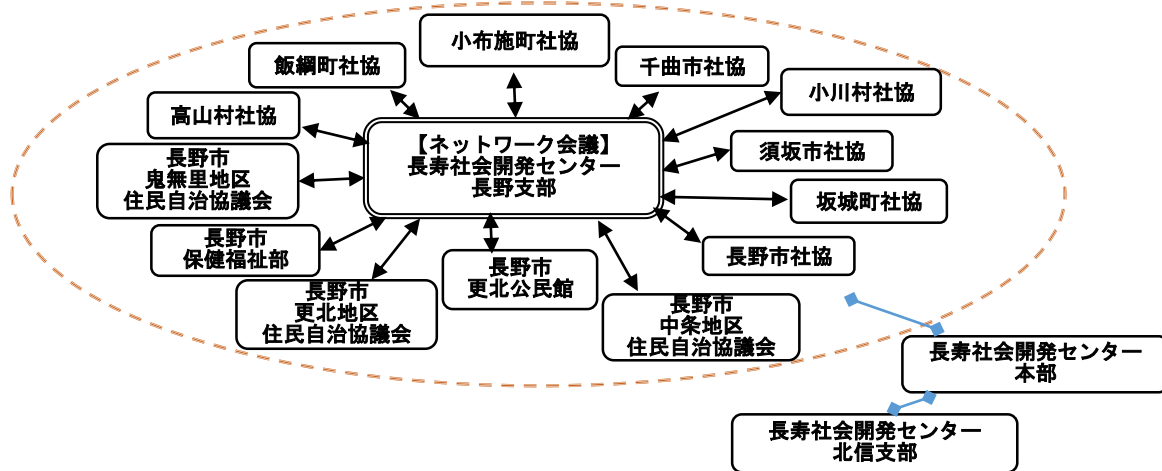 小布施町社協
飯綱町社協
千曲市社協
小川村社協
高山村社協
【ネットワーク会議】
長寿社会開発センター
長野支部
須坂市社協
長野市
鬼無里地区
住民自治協議会
坂城町社協
長野市
保健福祉部
長野市社協
長野市
更北公民館
長野市
更北地区
住民自治協議会
長野市
中条地区
住民自治協議会
長寿社会開発センター
本部
長寿社会開発センター
北信支部